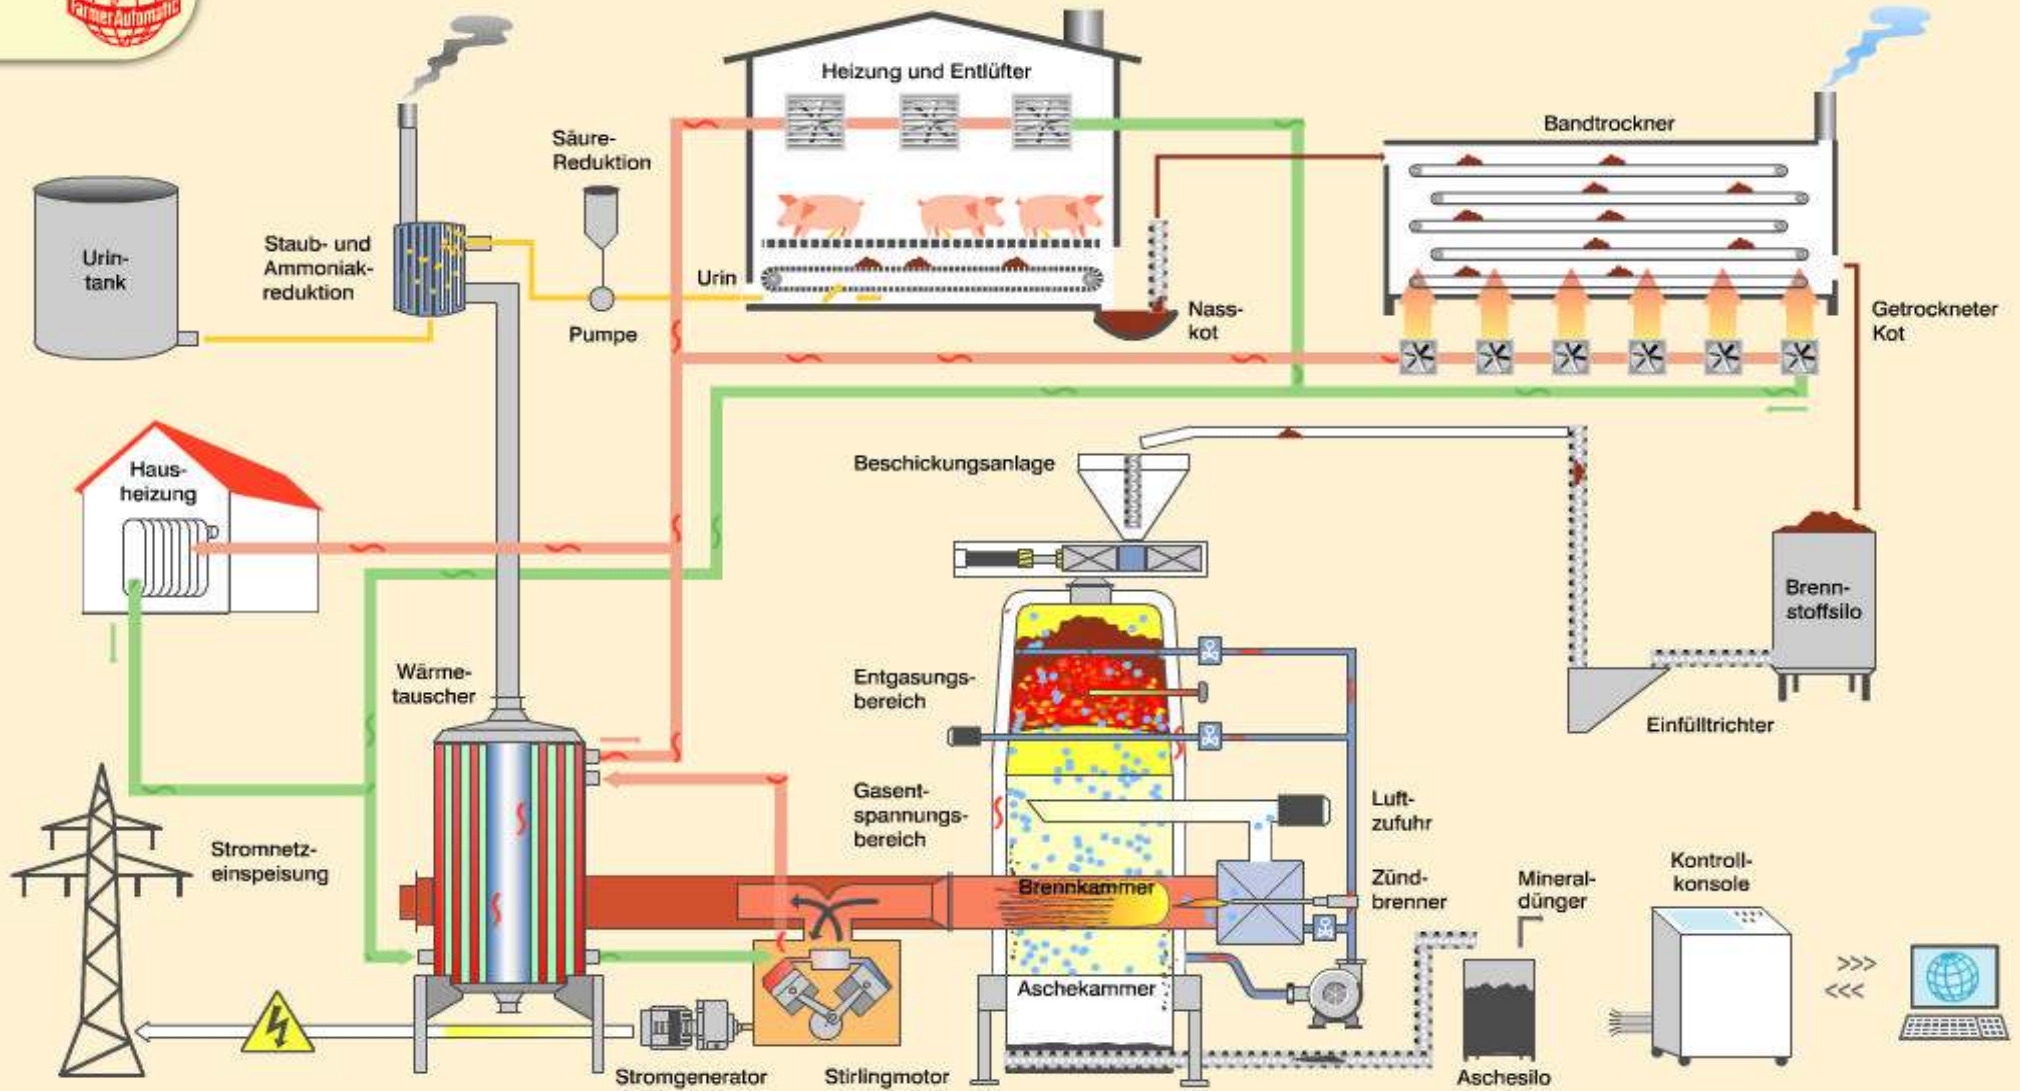 Farmer Automatic
Heizung und Entlüfter
Bandtrockner
Säure-
Reduktion
Urin-
tank
Staub- und
Ammoniak-
reduktion
Urin
Pumpe
Nass-
kot
Getrockneter
Kot
Haus-
heizung
Beschickungsanlage
Brenn-
stoffsilo
Wärme-
tauscher
Entgasungs-
bereich
Einfülltrichter
Gasent-
spannungs-
bereich
Luft-
zufuhr
Stromnetz-
einspeisung
Brennkammer
Zünd-
brenner
Mineral-
dünger
Kontroll-
konsole
Aschekammer
>>>
<<<
Stromgenerator
Stirlingmotor
Aschesilo